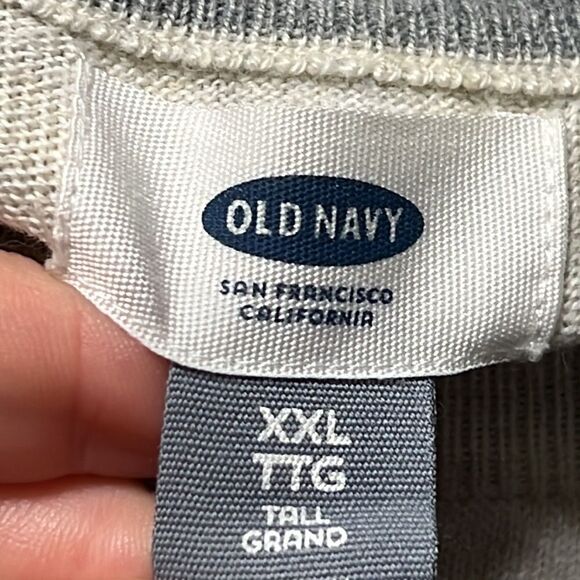 OLD NAVY
SAN FRANCISCO
CALIFORNIA
XXL
TTG
TALL
GRAND